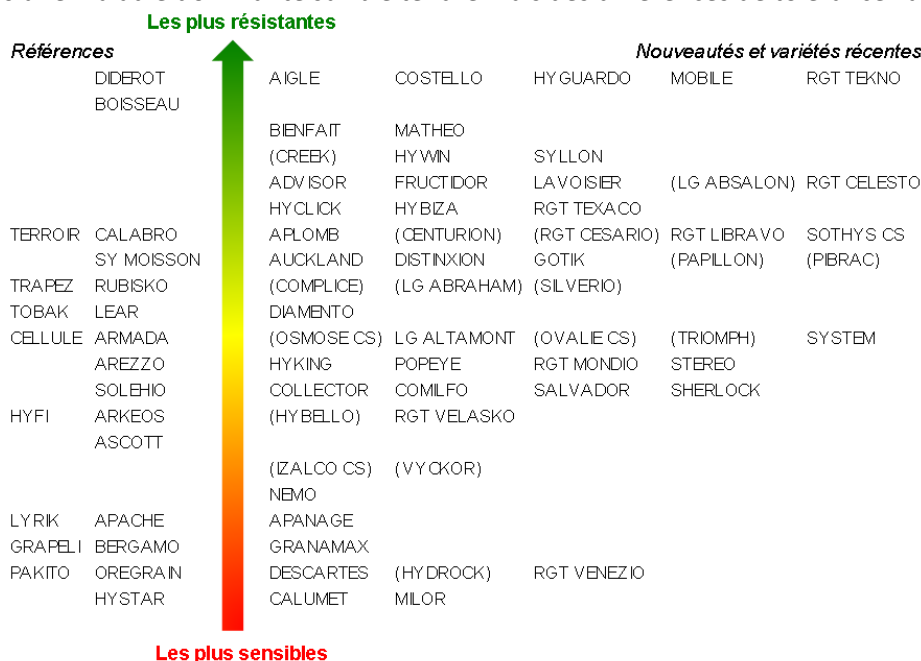 Les plus résistantes
Références Nouveautés et variétés récentes
DIDEROT AIGLE COSTELLO HYGUARDO MOBILE RGT TEKNO
BOISSEAU
BIENFAIT MATHEO
(CREEK) HYWIN SYLLON
ADVISOR FRUCTIDOR LAVOISIER (LG ABSALON) RGT CELESTO
HYCLICK HYBIZA RGT TEXACO
TERROIR CALABRO APLOMB (CENTURION) (RGT CESARIO) RGT LIBRAVO SOTHYS CS
SY MOISSON AUCKLAND DISTINXION GOTIK (PAPILLON) (PIBRAC)
TRAPEZ RUBISKO (COMPLICE) (LG ABRAHAM) (SILVERIO)
TOBAK LEAR DIAMENTO
CELLULE ARMADA (OSMOSE CS) LG ALTAMONT (OVALIE CS) (TRIOMPH) SYSTEM
AREZZO HYKING POPEYE RGT MONDIO STEREO
SOLEHIO COLLECTOR COMILFO SALVADOR SHERLOCK
HYFI ARKEOS (HYBELLO) RGT VELASKO
ASCOTT
(IZALCO CS) (VYCKOR)
NEMO
LYRIK APACHE APANAGE
GRAPELI BERGAMO GRANAMAX
PAKITO OREGRAIN DESCARTES (HYDROCK) RGT VENEZIO
HYSTAR CALUMET MILOR
Les plus sensibles